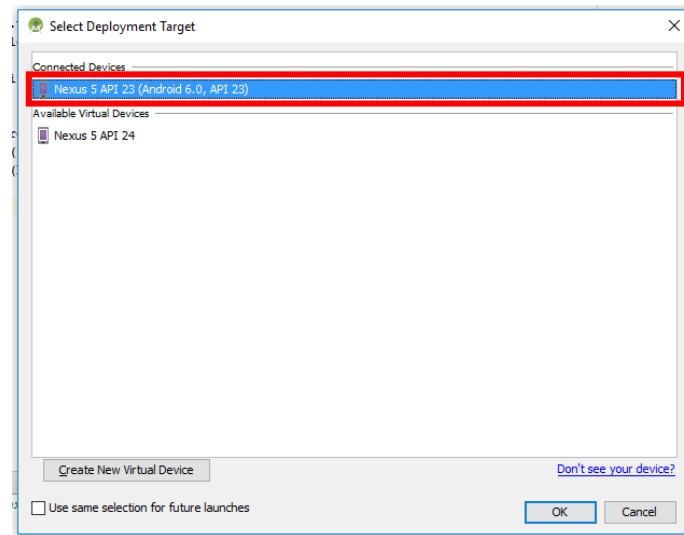 Select Deployment Target
Connected Devices
Nexus 5 API 23 (Android 6.0, API 23)
Available Virtual Devices
Nexus 5 API 24
Create New Virtual Device
Don't see your device?
Use same selection for future launches
OK
Cancel